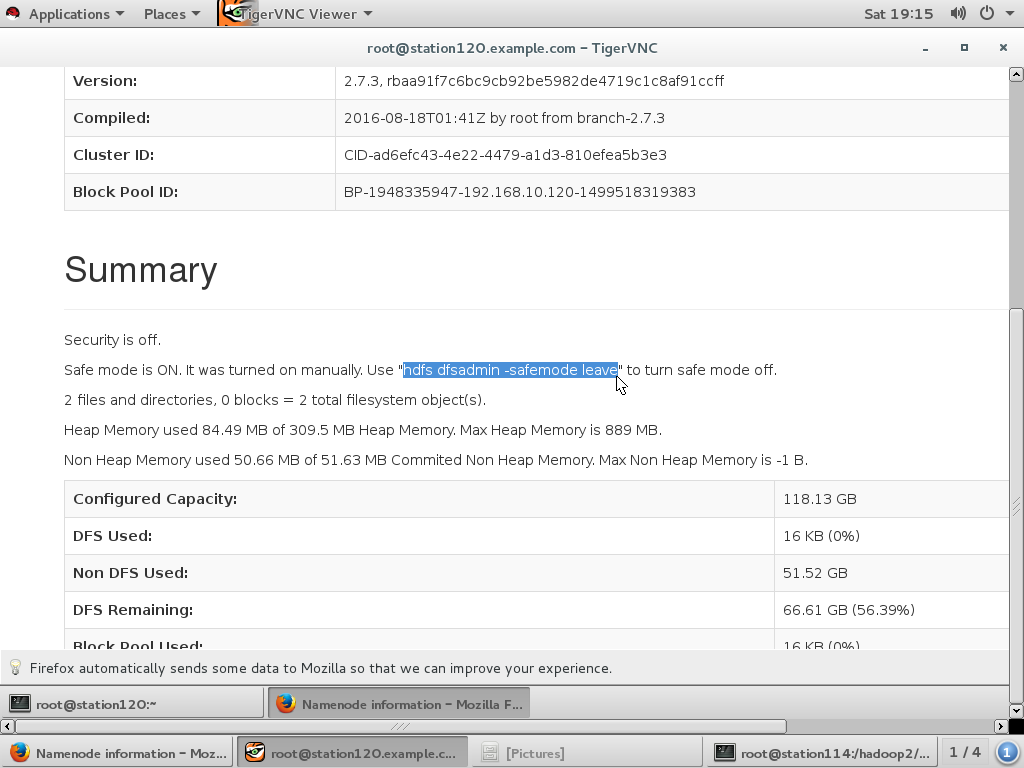 Applications Places TigerVNC Viewer Sat 19:15
root@station120.example.com – TigerVNC
Version: 2.7.3, rbaa91f7c6bc9cb92be5982de4719c1c8af91ccff
Compiled: 2016-08-18T01:41Z by root from branch-2.7.3
Cluster ID: CID-ad6efc43-4e22-4479-a1d3-810efea5b3e3
Block Pool ID: BP-1948335947-192.168.10.120-1499518319383
Summary
Security is off.
Safe mode is ON. It was turned on manually. Use "hdfs dfsadmin -safemode leave" to turn safe mode off.
2 files and directories, 0 blocks = 2 total filesystem object(s).
Heap Memory used 84.49 MB of 309.5 MB Heap Memory. Max Heap Memory is 889 MB.
Non Heap Memory used 50.66 MB of 51.63 MB Commited Non Heap Memory. Max Non Heap Memory is -1 B.
Configured Capacity: 118.13 GB
DFS Used: 16 KB (0%)
Non DFS Used: 51.52 GB
DFS Remaining: 66.61 GB (56.39%)
Block Pool Used: 16 KB (0%)
Firefox automatically sends some data to Mozilla so that we can improve your experience.
root@station120:~ Namenode information – Mozilla F...
Namenode information – Moz... root@station120.example.c... [Pictures] root@station114:/hadoop2/... 1 / 4 1